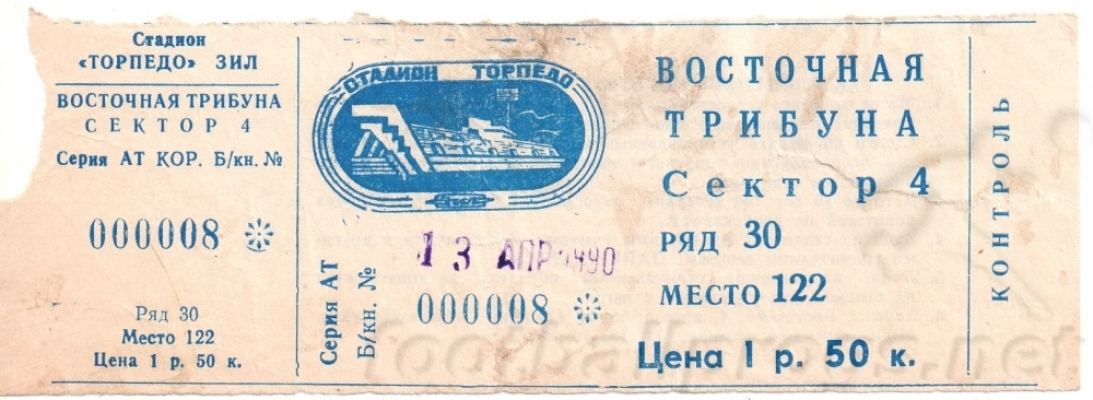 Стадион
«ТОРПЕДО» ЗИЛ
ВОСТОЧНАЯ ТРИБУНА
СЕКТОР 4
Серия АТ КОР. Б/кн. №
000008
Ряд 30
Место 122
Цена 1 р. 50 к.
СТАДИОН ТОРПЕДО
13 АПР 1990
Серия АТ
Б/кн. №
000008
ВОСТОЧНАЯ
ТРИБУНА
Сектор 4
РЯД 30
МЕСТО 122
Цена 1 р. 50 к.
КОНТРОЛЬ